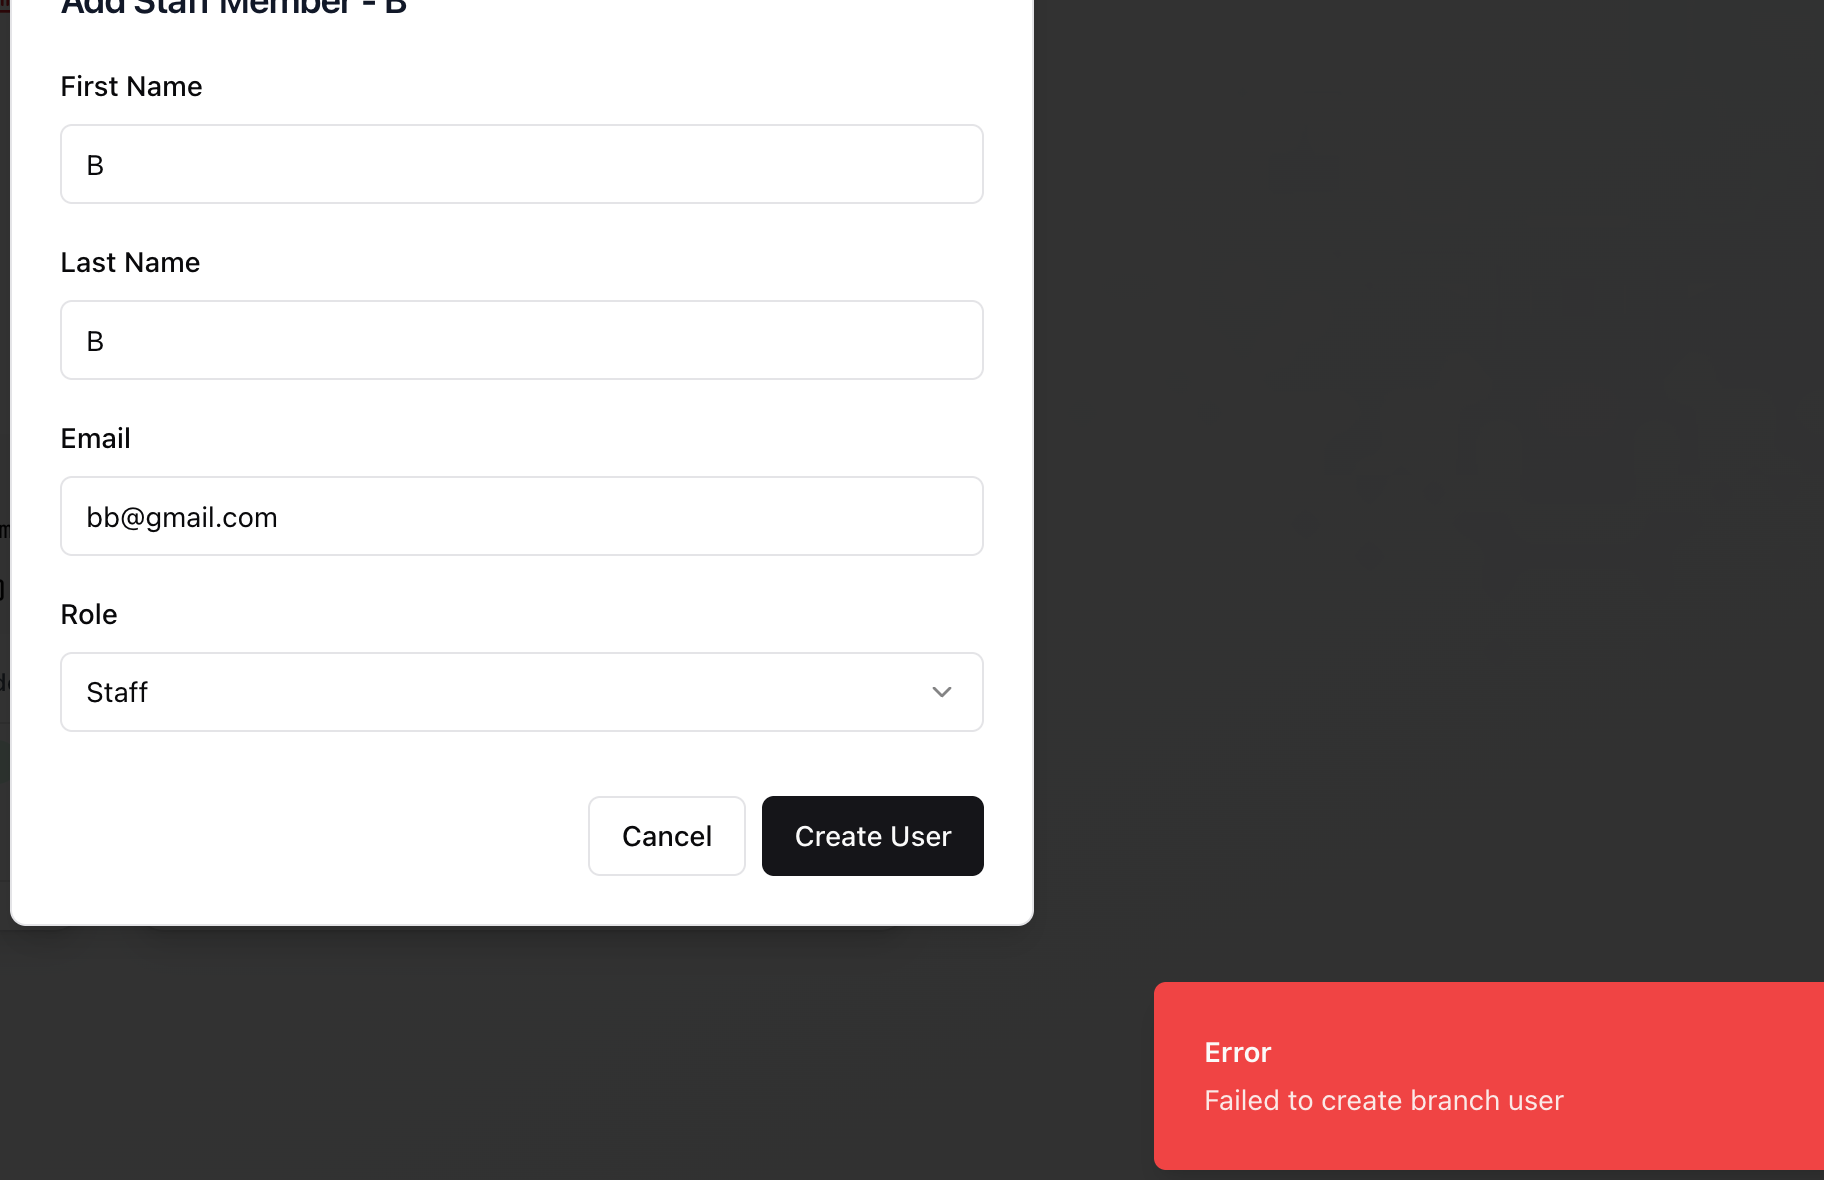 Add Staff Member - B
First Name
B
Last Name
B
Email
bb@gmail.com
Role
Staff
Cancel
Create User
Error
Failed to create branch user